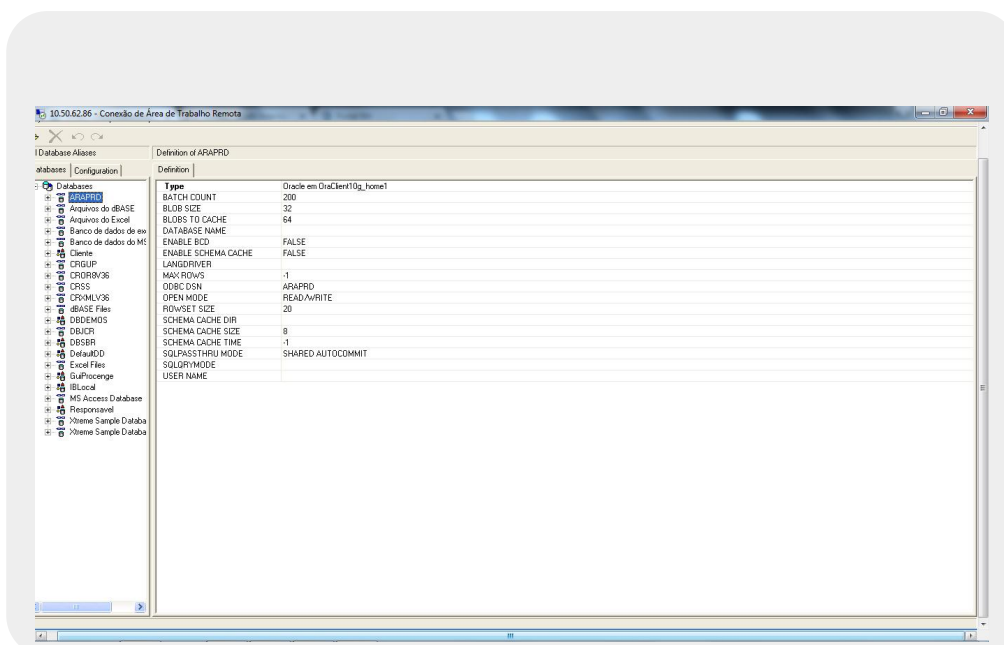 10.50.62.86 - Conexão de Área de Trabalho Remota
Database Aliases
Definition of ARAPRD
atabases
Configuration
Definition
Databases
ARAPRD
Arquivos do dBASE
Arquivos do Excel
Banco de dados de ex
Banco de dados do MS
Cliente
CRGUP
CROR8V36
CRSS
CRXMLV36
dBASE Files
DBDEMOS
DBJCR
DBSBR
DefaultDD
Excel Files
GuiProcenge
IBLocal
MS Access Database
Responsavel
Xtreme Sample Databa
Xtreme Sample Databa
Type Oracle em OraClient10g_home1
BATCH COUNT 200
BLOB SIZE 32
BLOBS TO CACHE 64
DATABASE NAME
ENABLE BCD FALSE
ENABLE SCHEMA CACHE FALSE
LANGDRIVER
MAX ROWS -1
ODBC DSN ARAPRD
OPEN MODE READ/WRITE
ROWSET SIZE 20
SCHEMA CACHE DIR
SCHEMA CACHE SIZE 8
SCHEMA CACHE TIME -1
SQLPASSTHRU MODE SHARED AUTOCOMMIT
SQLQRYMODE
USER NAME